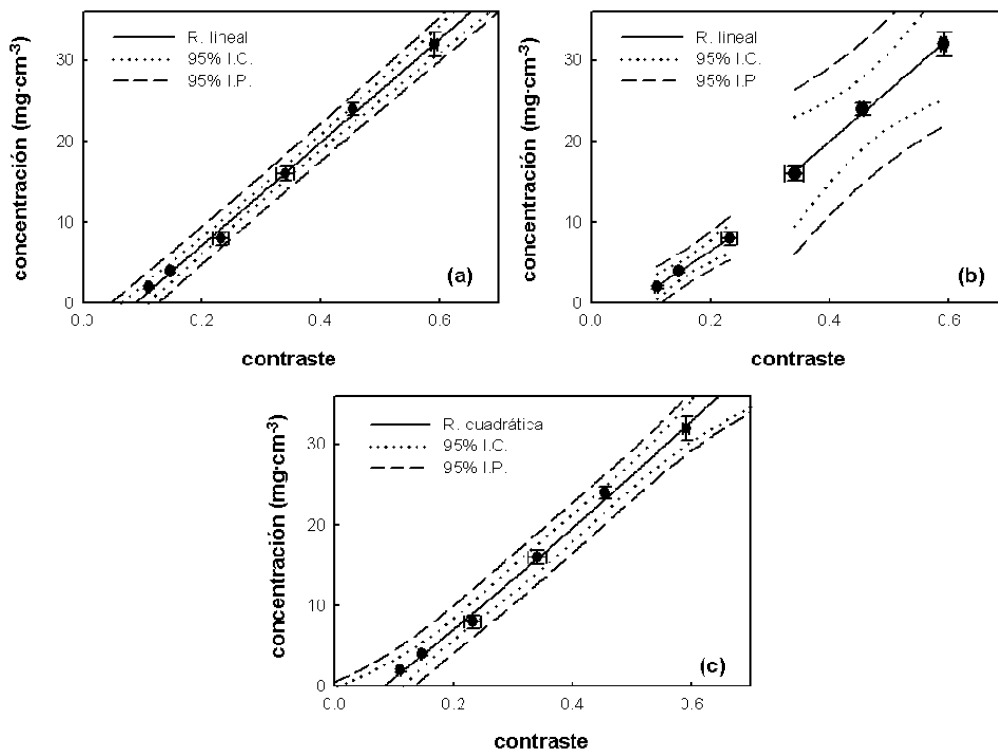 R. lineal
95% I.C.
95% I.P.
concentración (mg·cm-3)
30
20
10
0
(a)
0.0 0.2 0.4 0.6
contraste
R. lineal
95% I.C.
95% I.P.
concentración (mg·cm-3)
30
20
10
0
(b)
0.0 0.2 0.4 0.6
contraste
R. cuadrática
95% I.C.
95% I.P.
concentración (mg·cm-3)
30
20
10
0
(c)
0.0 0.2 0.4 0.6
contraste